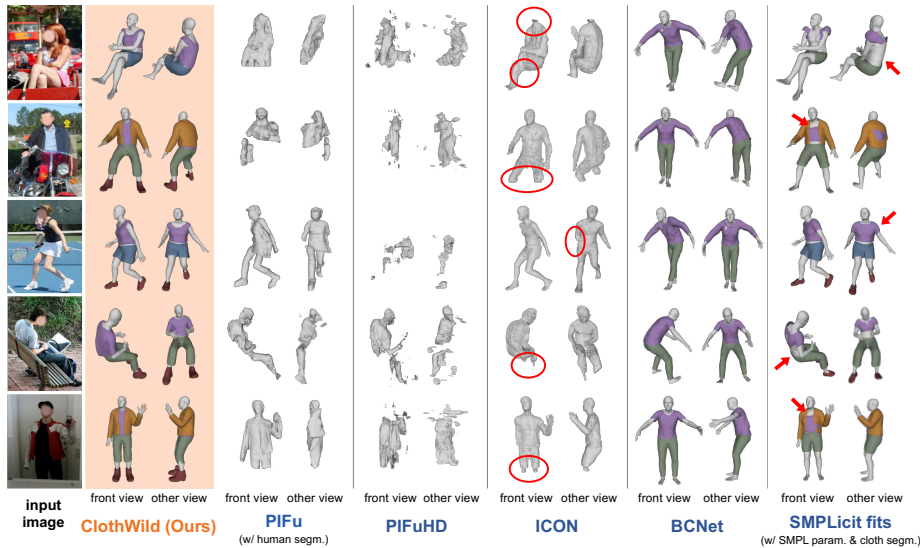 input
image
front view other view
ClothWild (Ours)
front view other view
PIFu
(w/ human segm.)
front view other view
PIFuHD
front view other view
ICON
front view other view
BCNet
front view other view
SMPLicit fits
(w/ SMPL param. & cloth segm.)